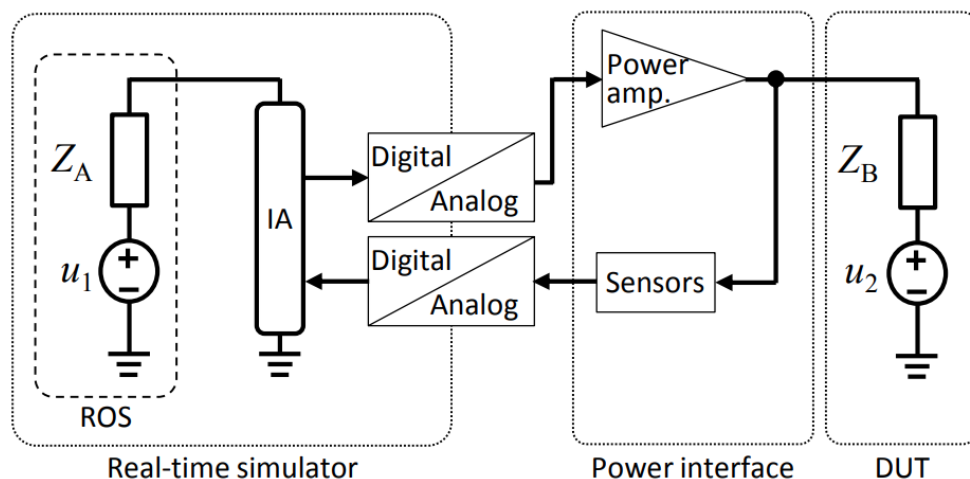 Power
amp.
Z_A
Digital
Analog
Z_B
IA
Digital
Analog
Sensors
u_1
+
−
u_2
+
−
ROS
Real-time simulator
Power interface
DUT